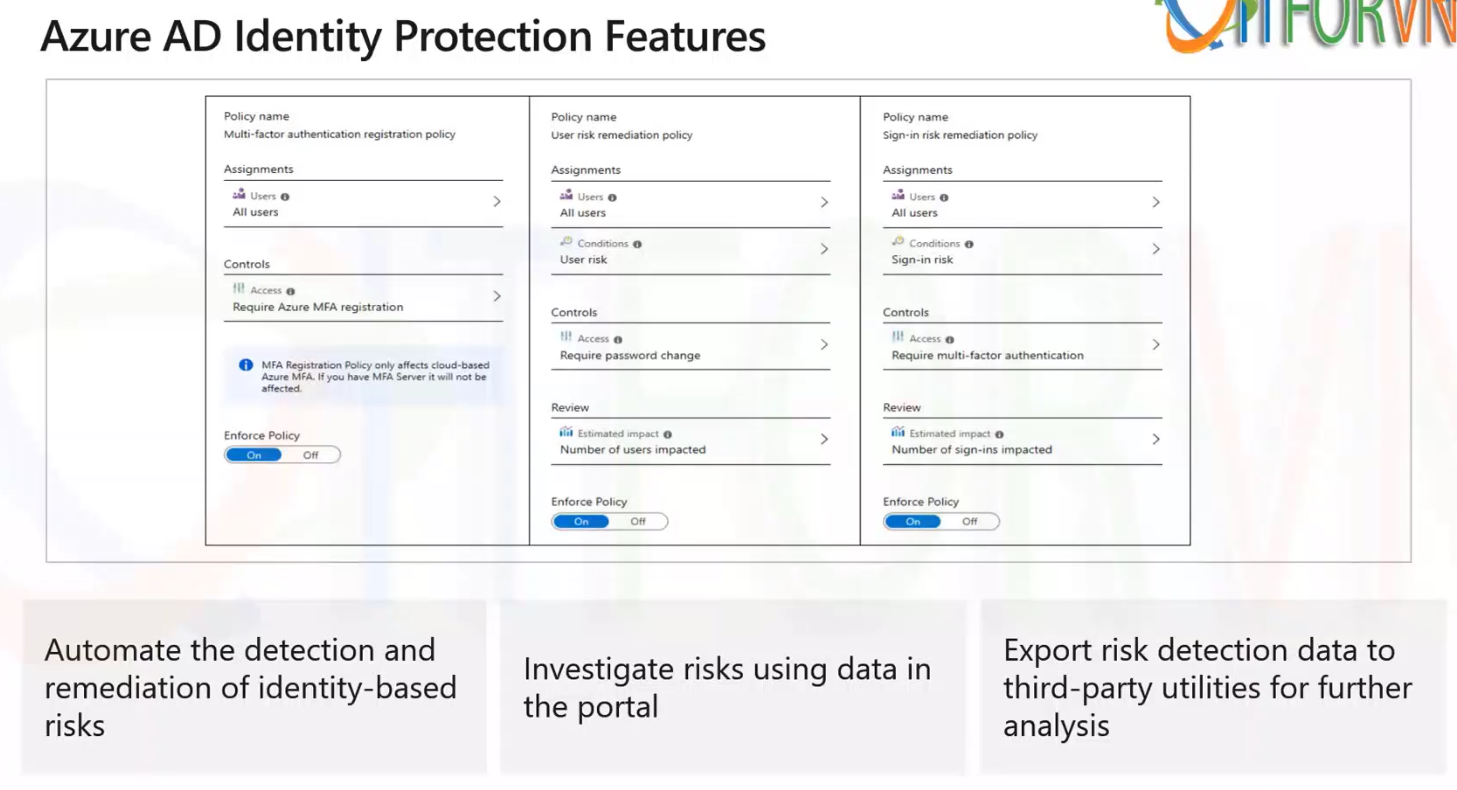 Azure AD Identity Protection Features
ITFORVN
Policy name
Multi-factor authentication registration policy
Assignments
Users
All users
Controls
Access
Require Azure MFA registration
MFA Registration Policy only affects cloud-based
Azure MFA. If you have MFA Server it will not be
affected.
Enforce Policy
On Off
Policy name
User risk remediation policy
Assignments
Users
All users
Conditions
User risk
Controls
Access
Require password change
Review
Estimated impact
Number of users impacted
Enforce Policy
On Off
Policy name
Sign-in risk remediation policy
Assignments
Users
All users
Conditions
Sign-in risk
Controls
Access
Require multi-factor authentication
Review
Estimated impact
Number of sign-ins impacted
Enforce Policy
On Off
Automate the detection and
remediation of identity-based
risks
Investigate risks using data in
the portal
Export risk detection data to
third-party utilities for further
analysis